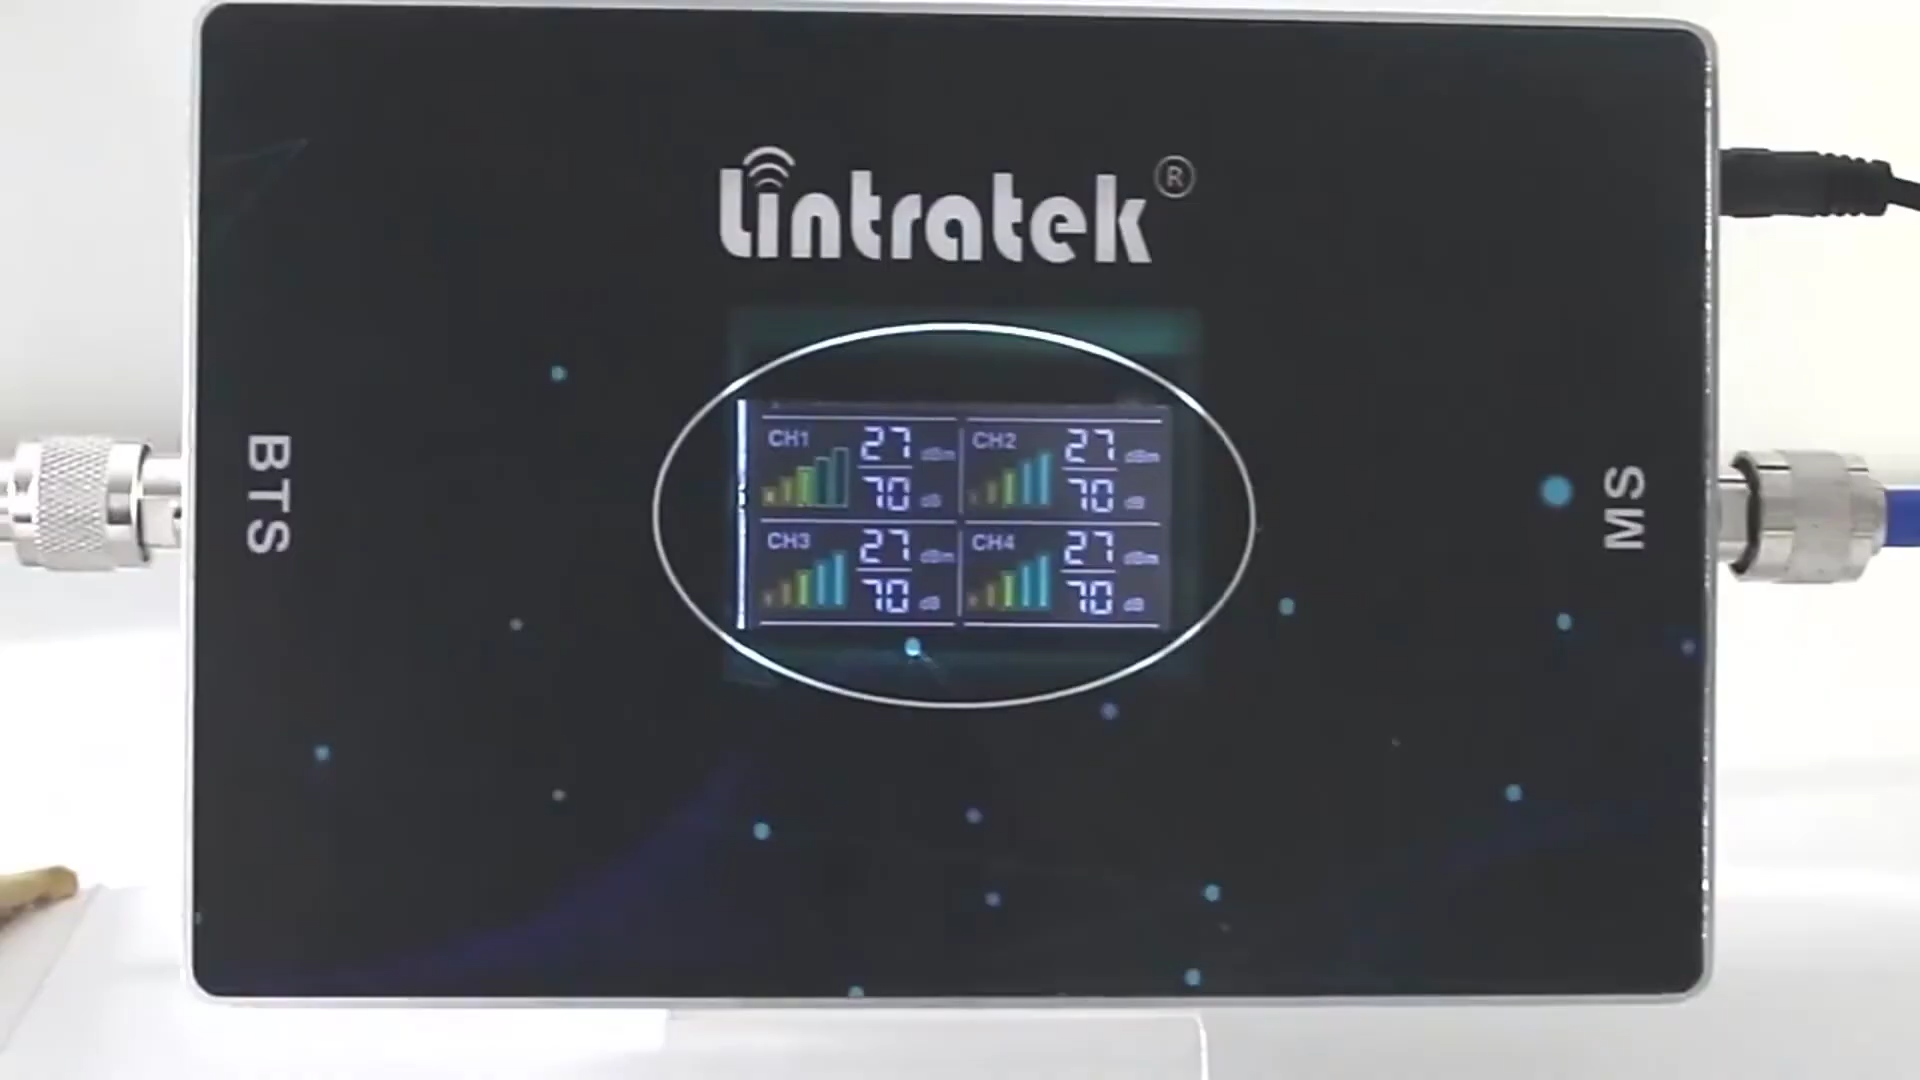 Lintratek®
BTS
MS
CH1 27 dBm
70 dB
CH2 27 dBm
70 dB
CH3 27 dBm
70 dB
CH4 27 dBm
70 dB